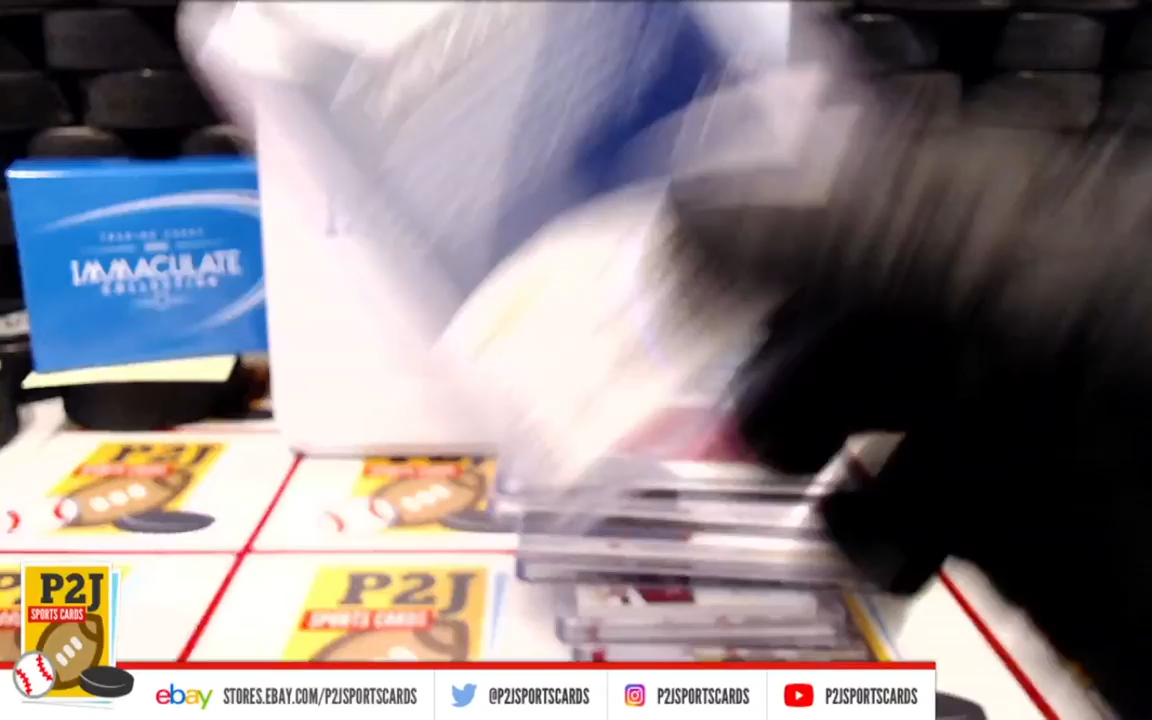 TRADING CARDS
IMMACULATE
COLLECTION
P2J
SPORTS CARDS
P2J
SPORTS CARDS
P2J
SPORTS CARDS
P2J
SPORTS CARDS
ebay STORES.EBAY.COM/P2JSPORTSCARDS
@P2JSPORTSCARDS
P2JSPORTSCARDS
P2JSPORTSCARDS